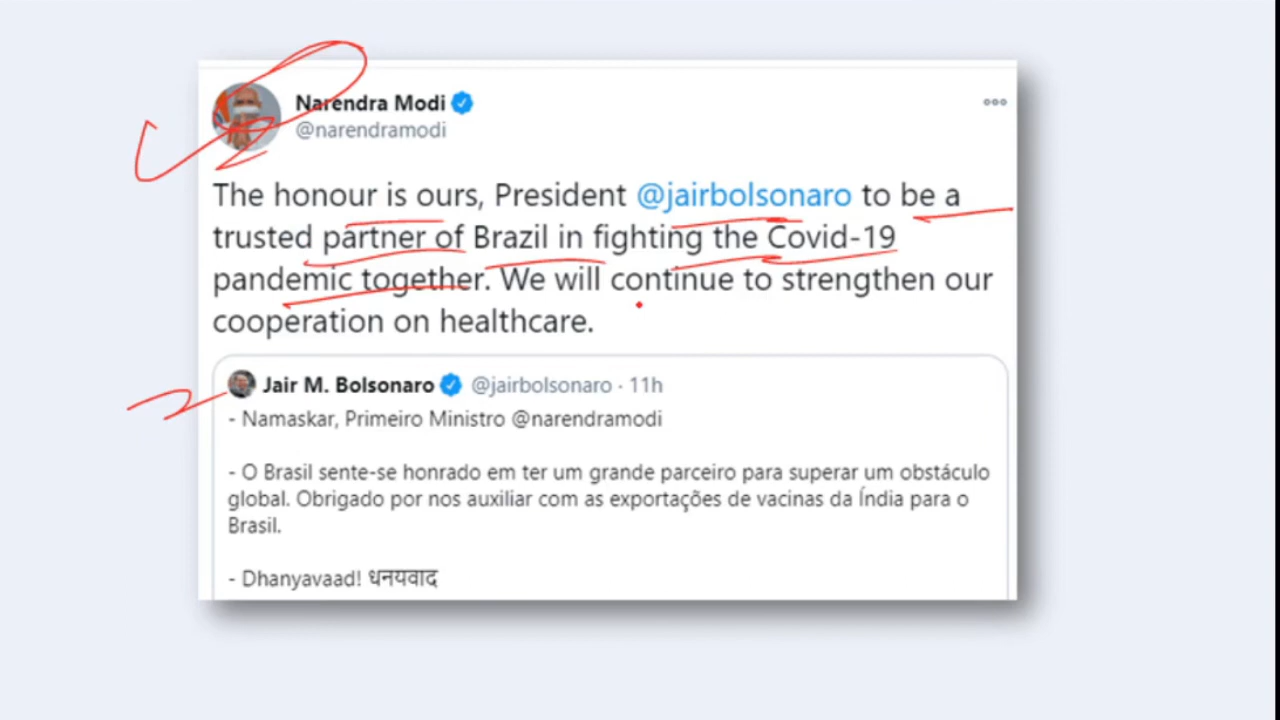 Narendra Modi
@narendramodi
The honour is ours, President @jairbolsonaro to be a
trusted partner of Brazil in fighting the Covid-19
pandemic together. We will continue to strengthen our
cooperation on healthcare.
Jair M. Bolsonaro @jairbolsonaro · 11h
- Namaskar, Primeiro Ministro @narendramodi
- O Brasil sente-se honrado em ter um grande parceiro para superar um obstáculo
global. Obrigado por nos auxiliar com as exportações de vacinas da Índia para o
Brasil.
- Dhanyavaad! धनयवाद